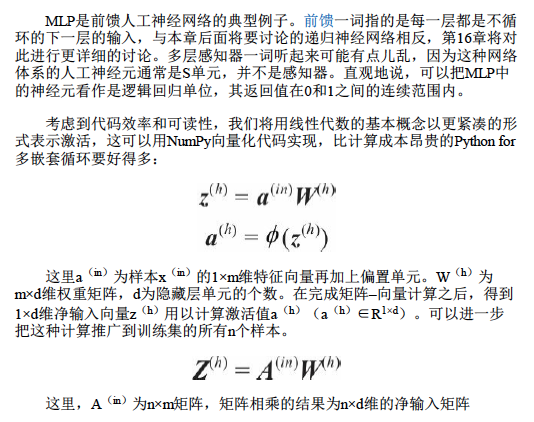 MLP是前馈人工神经网络的典型例子。前馈一词指的是每一层都是不循
环的下一层的输入，与本章后面将要讨论的递归神经网络相反，第16章将对
此进行更详细的讨论。多层感知器一词听起来可能有点儿乱，因为这种网络
体系的人工神经元通常是S单元，并不是感知器。直观地说，可以把MLP中
的神经元看作是逻辑回归单位，其返回值在0和1之间的连续范围内。
考虑到代码效率和可读性，我们将用线性代数的基本概念以更紧凑的形
式表示激活，这可以用NumPy向量化代码实现，比计算成本昂贵的Python for
多嵌套循环要好得多：
z^(h) = a^(in) W^(h)
a^(h) = ϕ(z^(h))
这里a^（in）为样本x^（in）的1×m维特征向量再加上偏置单元。W^（h）为
m×d维权重矩阵，d为隐藏层单元的个数。在完成矩阵–向量计算之后，得到
1×d维净输入向量z^（h）用以计算激活值a^（h）（a^（h）∈R^1×d）。可以进一步
把这种计算推广到训练集的所有n个样本。
Z^(h) = A^(in) W^(h)
这里，A^（in）为n×m矩阵，矩阵相乘的结果为n×d维的净输入矩阵